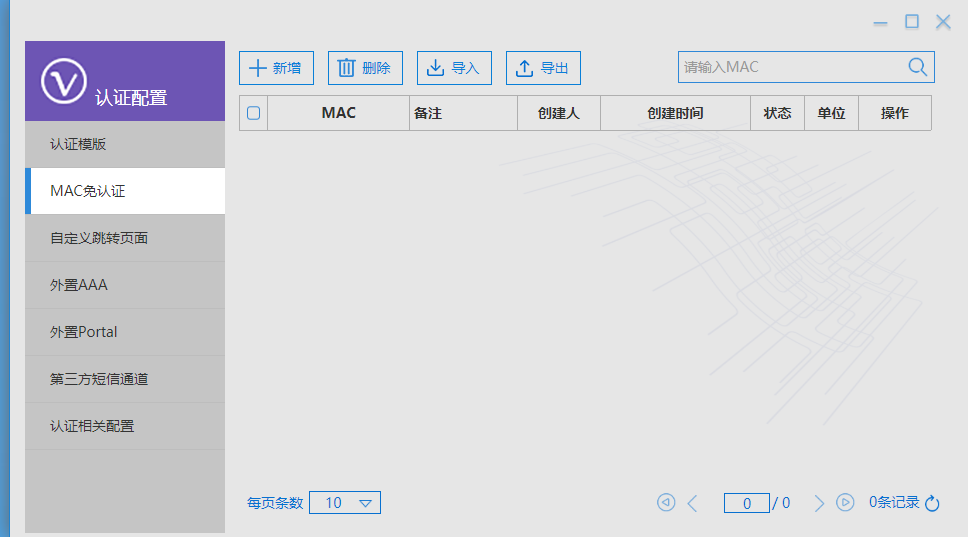 认证配置
认证模版
MAC免认证
自定义跳转页面
外置AAA
外置Portal
第三方短信通道
认证相关配置
新增 删除 导入 导出 请输入MAC
MAC 备注 创建人 创建时间 状态 单位 操作
每页条数 10 0 / 0 0条记录